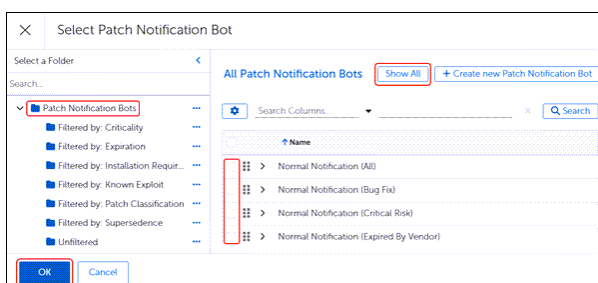 Select Patch Notification Bot
Select a Folder
Search...
Patch Notification Bots
Filtered by: Criticality
Filtered by: Expiration
Filtered by: Installation Requir...
Filtered by: Known Exploit
Filtered by: Patch Classification
Filtered by: Supersedence
Unfiltered
All Patch Notification Bots
Show All
+ Create new Patch Notification Bot
Search Columns...
Search
Name
Normal Notification (All)
Normal Notification (Bug Fix)
Normal Notification (Critical Risk)
Normal Notification (Expired By Vendor)
OK
Cancel